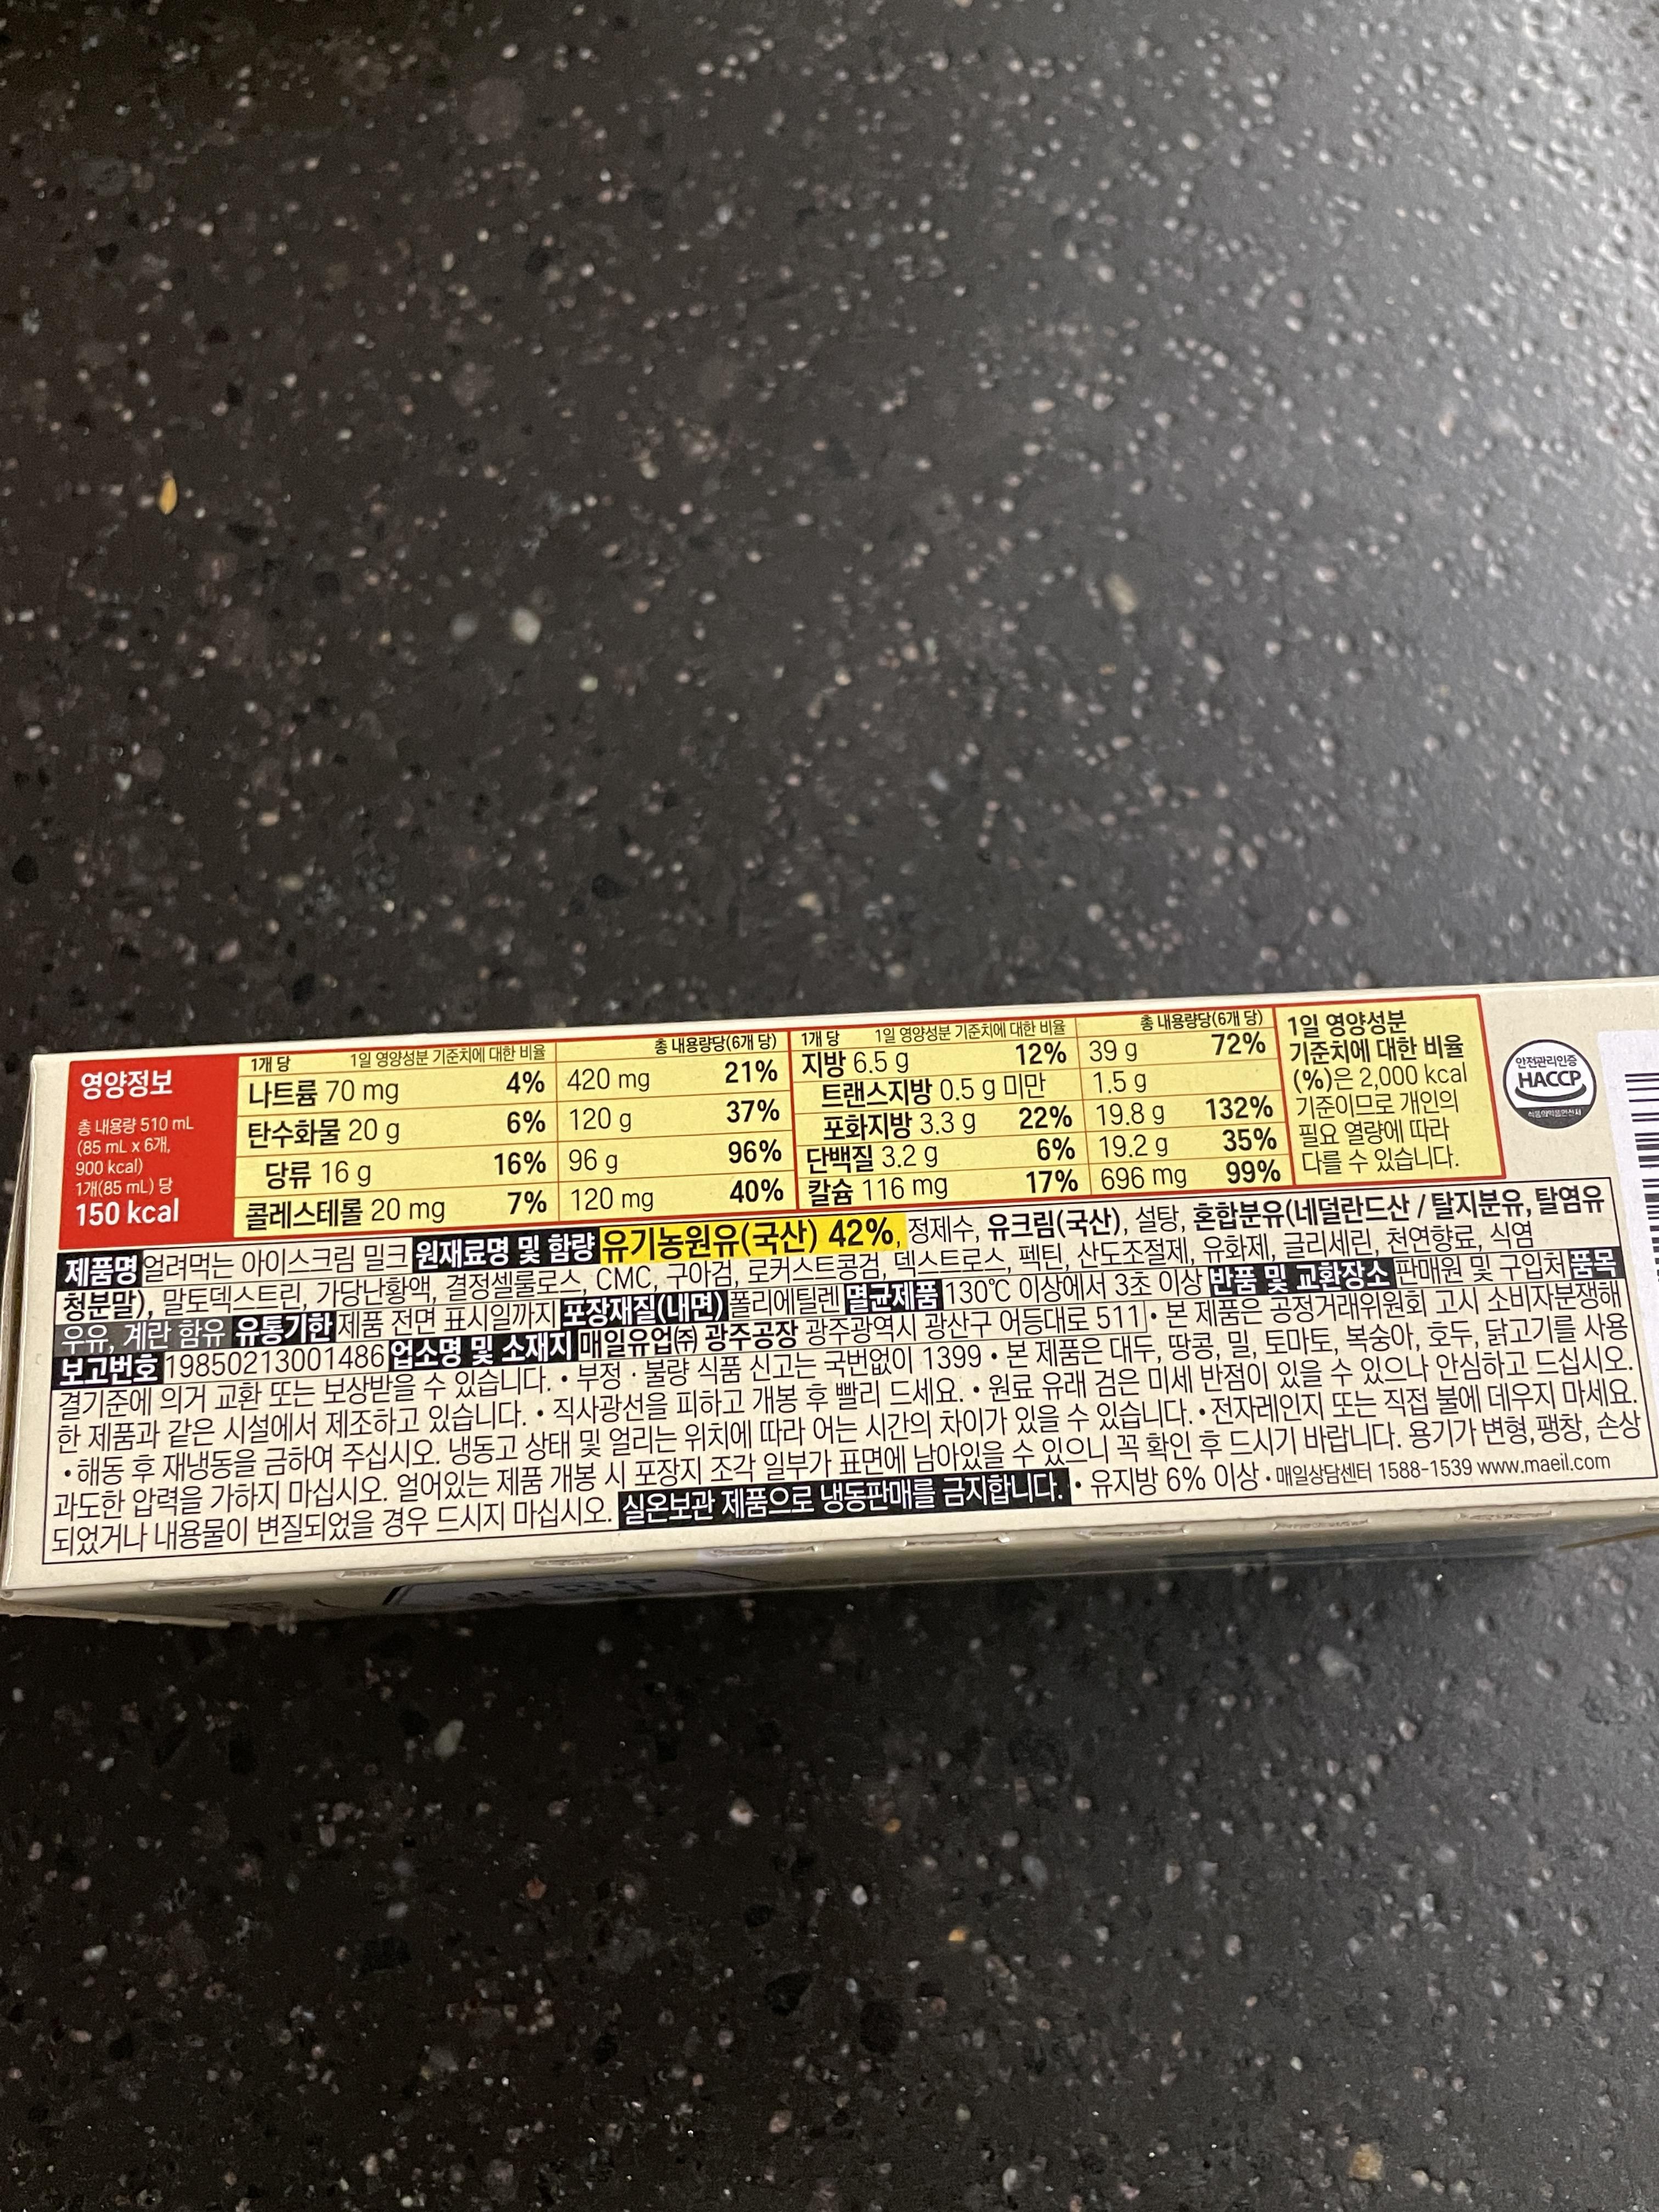 영양정보
총 내용량 510 mL
(85 mL x 6개,
900 kcal)
1개(85 mL) 당
150 kcal
1개 당 1일 영양성분 기준치에 대한 비율 총 내용량당(6개 당)
나트륨 70 mg 4% 420 mg 21%
탄수화물 20 g 6% 120 g 37%
당류 16 g 16% 96 g 96%
콜레스테롤 20 mg 7% 120 mg 40%
1개 당 1일 영양성분 기준치에 대한 비율 총 내용량당(6개 당)
지방 6.5 g 12% 39 g 72%
트랜스지방 0.5 g 미만 1.5 g
포화지방 3.3 g 22% 19.8 g 132%
단백질 3.2 g 6% 19.2 g 35%
칼슘 116 mg 17% 696 mg 99%
1일 영양성분
기준치에 대한 비율
(%)은 2,000 kcal
기준이므로 개인의
필요 열량에 따라
다를 수 있습니다.
안전관리인증
HACCP
식품의약품안전처
제품명 얼려먹는 아이스크림 밀크 원재료명 및 함량 유기농원유(국산) 42%, 정제수, 유크림(국산), 설탕, 혼합분유(네덜란드산 / 탈지분유, 탈염유
청분말), 말토덱스트린, 가당난황액, 결정셀룰로스, CMC, 구아검, 로커스트콩검, 덱스트로스, 펙틴, 산도조절제, 유화제, 글리세린, 천연향료, 식염
우유, 계란 함유 유통기한 제품 전면 표시일까지 포장재질(내면) 폴리에틸렌 멸균제품 130℃ 이상에서 3초 이상 반품 및 교환장소 판매원 및 구입처 품목
보고번호 19850213001486 업소명 및 소재지 매일유업㈜ 광주공장 광주광역시 광산구 어등대로 511 • 본 제품은 공정거래위원회 고시 소비자분쟁해
결기준에 의거 교환 또는 보상받을 수 있습니다. • 부정 · 불량 식품 신고는 국번없이 1399 • 본 제품은 대두, 땅콩, 밀, 토마토, 복숭아, 호두, 닭고기를 사용
한 제품과 같은 시설에서 제조하고 있습니다. • 직사광선을 피하고 개봉 후 빨리 드세요. • 원료 유래 검은 미세 반점이 있을 수 있으나 안심하고 드십시오.
• 해동 후 재냉동을 금하여 주십시오. 냉동고 상태 및 얼리는 위치에 따라 어는 시간의 차이가 있을 수 있습니다. • 전자레인지 또는 직접 불에 데우지 마세요.
과도한 압력을 가하지 마십시오. 얼어있는 제품 개봉 시 포장지 조각 일부가 표면에 남아있을 수 있으니 꼭 확인 후 드시기 바랍니다. 용기가 변형, 팽창, 손상
되었거나 내용물이 변질되었을 경우 드시지 마십시오. 실온보관 제품으로 냉동판매를 금지합니다. • 유지방 6% 이상 • 매일상담센터 1588-1539 www.maeil.com